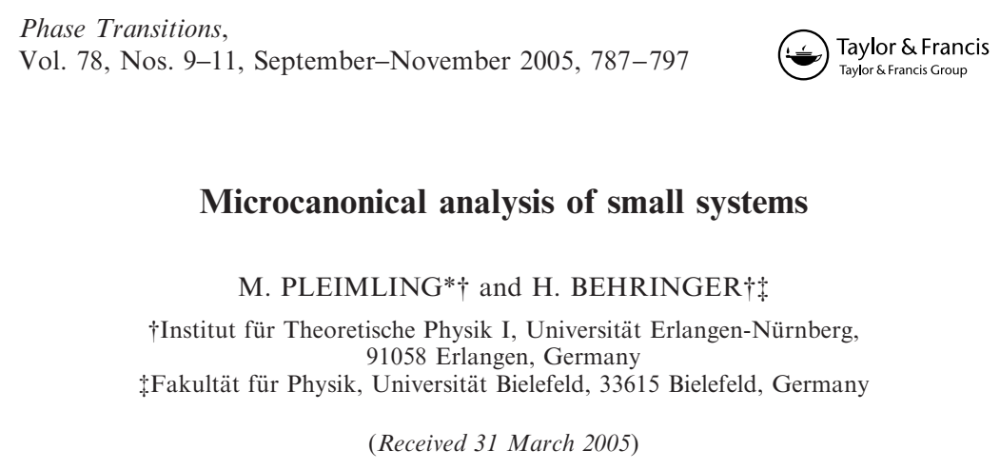 Phase Transitions,
Vol. 78, Nos. 9–11, September–November 2005, 787–797
Taylor & Francis
Taylor & Francis Group
Microcanonical analysis of small systems
M. PLEIMLING*† and H. BEHRINGER†‡
†Institut für Theoretische Physik I, Universität Erlangen-Nürnberg,
91058 Erlangen, Germany
‡Fakultät für Physik, Universität Bielefeld, 33615 Bielefeld, Germany
(Received 31 March 2005)